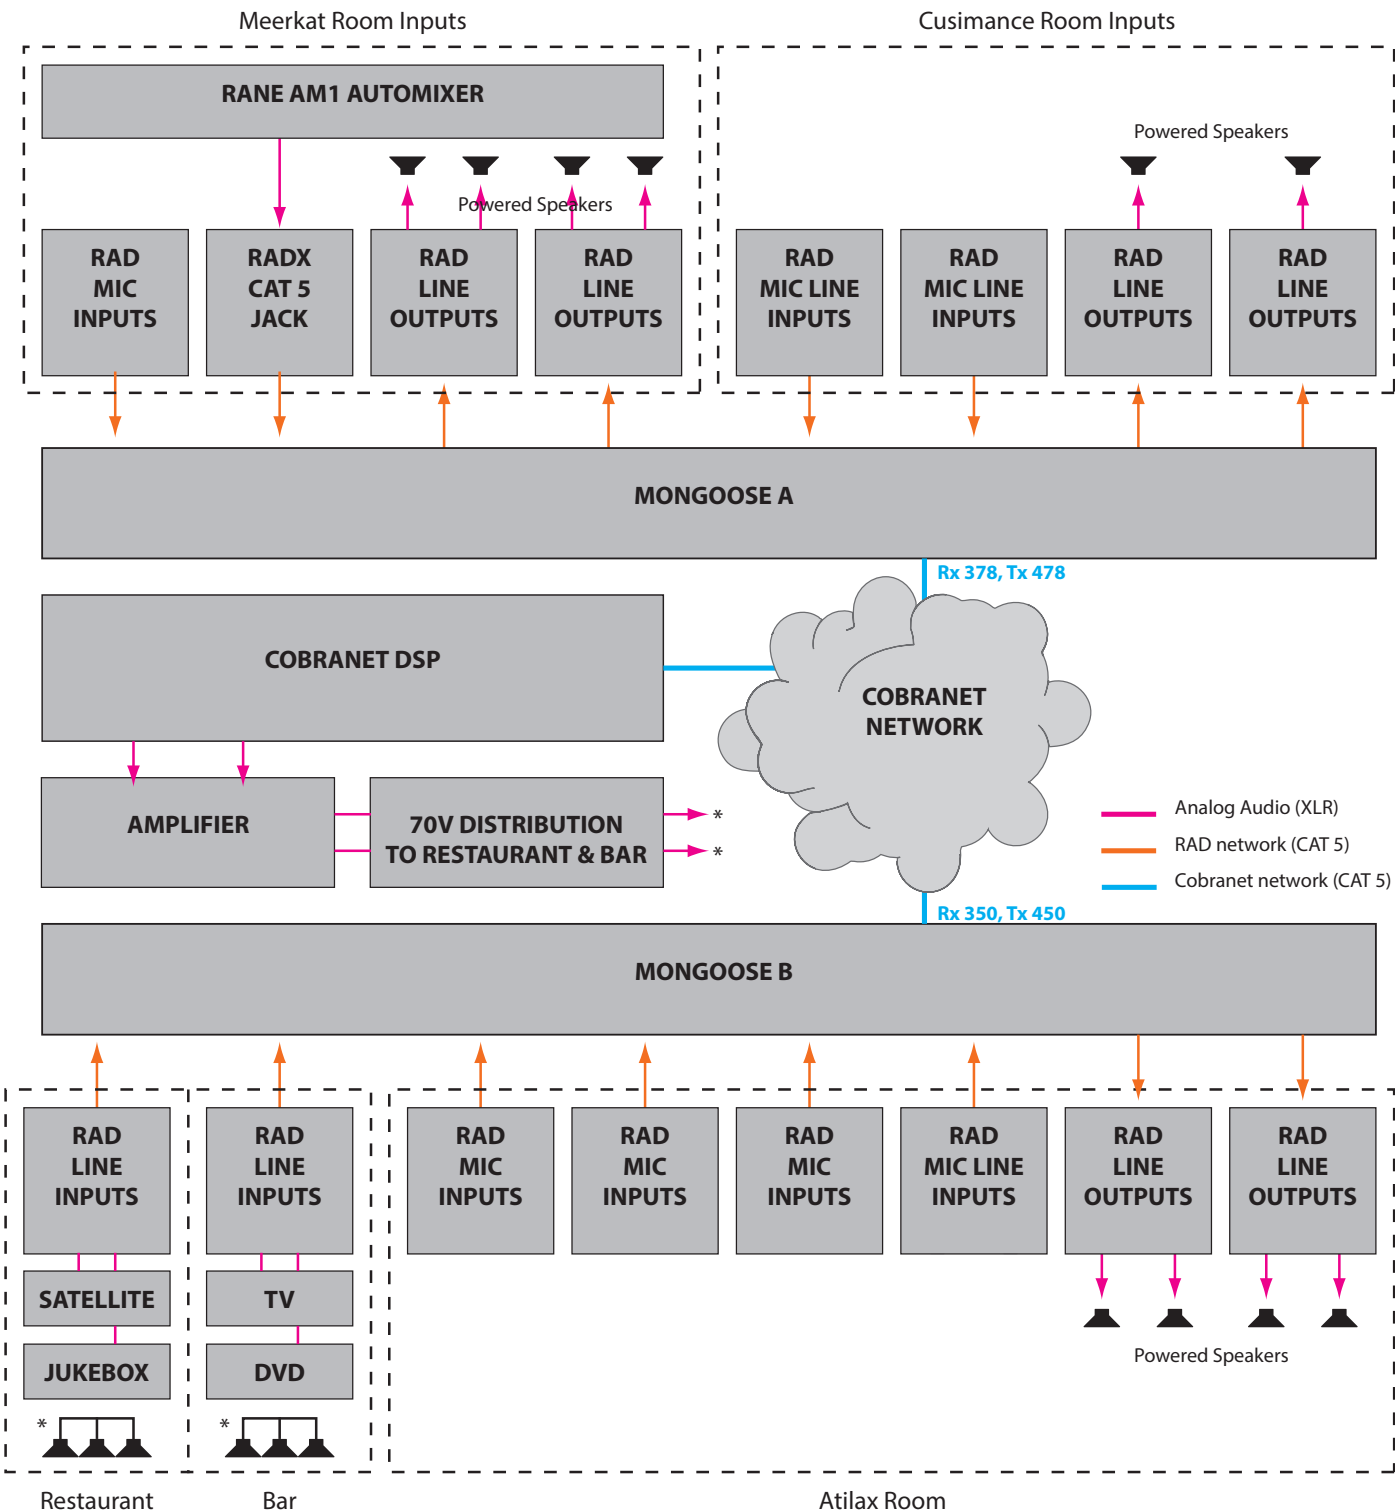 Meerkat Room Inputs
Cusimance Room Inputs
RANE AM1 AUTOMIXER
Powered Speakers
Powered Speakers
RAD
MIC
INPUTS
RADX
CAT 5
JACK
RAD
LINE
OUTPUTS
RAD
LINE
OUTPUTS
RAD
MIC LINE
INPUTS
RAD
MIC LINE
INPUTS
RAD
LINE
OUTPUTS
RAD
LINE
OUTPUTS
MONGOOSE A
Rx 378, Tx 478
COBRANET DSP
COBRANET
NETWORK
AMPLIFIER
70V DISTRIBUTION
TO RESTAURANT & BAR
*
*
Analog Audio (XLR)
RAD network (CAT 5)
Cobranet network (CAT 5)
Rx 350, Tx 450
MONGOOSE B
RAD
LINE
INPUTS
RAD
LINE
INPUTS
RAD
MIC
INPUTS
RAD
MIC
INPUTS
RAD
MIC
INPUTS
RAD
MIC LINE
INPUTS
RAD
LINE
OUTPUTS
RAD
LINE
OUTPUTS
SATELLITE
TV
JUKEBOX
DVD
Powered Speakers
*
*
Restaurant
Bar
Atilax Room